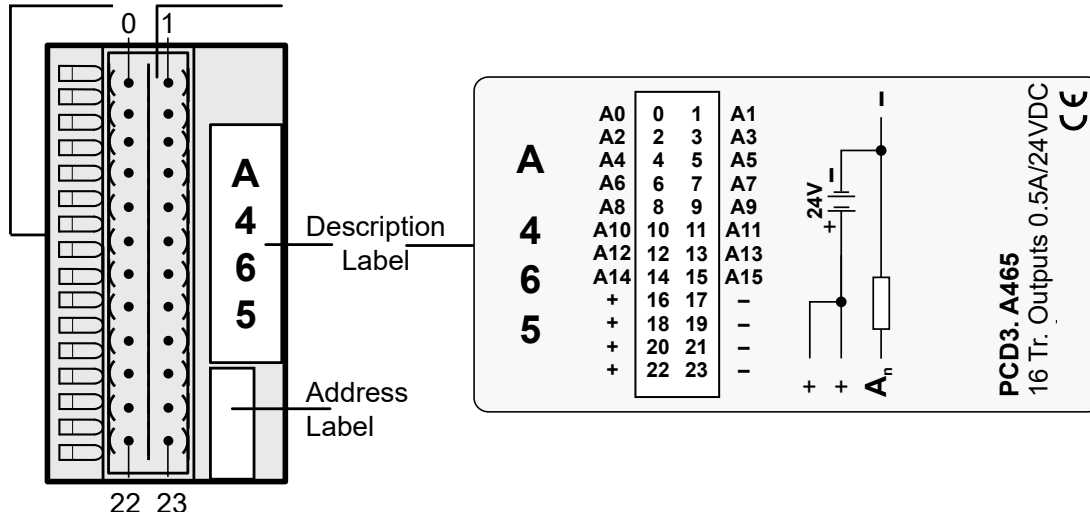 0 1
A
4
6
5
22 23
Description
Label
Address
Label
A
4
6
5
A0 0 1 A1
A2 2 3 A3
A4 4 5 A5
A6 6 7 A7
A8 8 9 A9
A10 10 11 A11
A12 12 13 A13
A14 14 15 A15
+ 16 17 –
+ 18 19 –
+ 20 21 –
+ 22 23 –
24V
+ –
–
+ + An
PCD3. A465
16 Tr. Outputs 0.5A/24VDC
CE